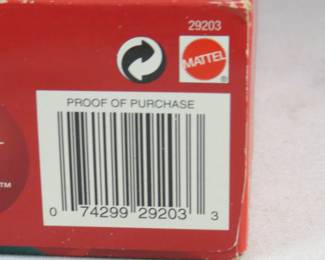 29203
MATTEL
PROOF OF PURCHASE
0 74299 29203 3
TM